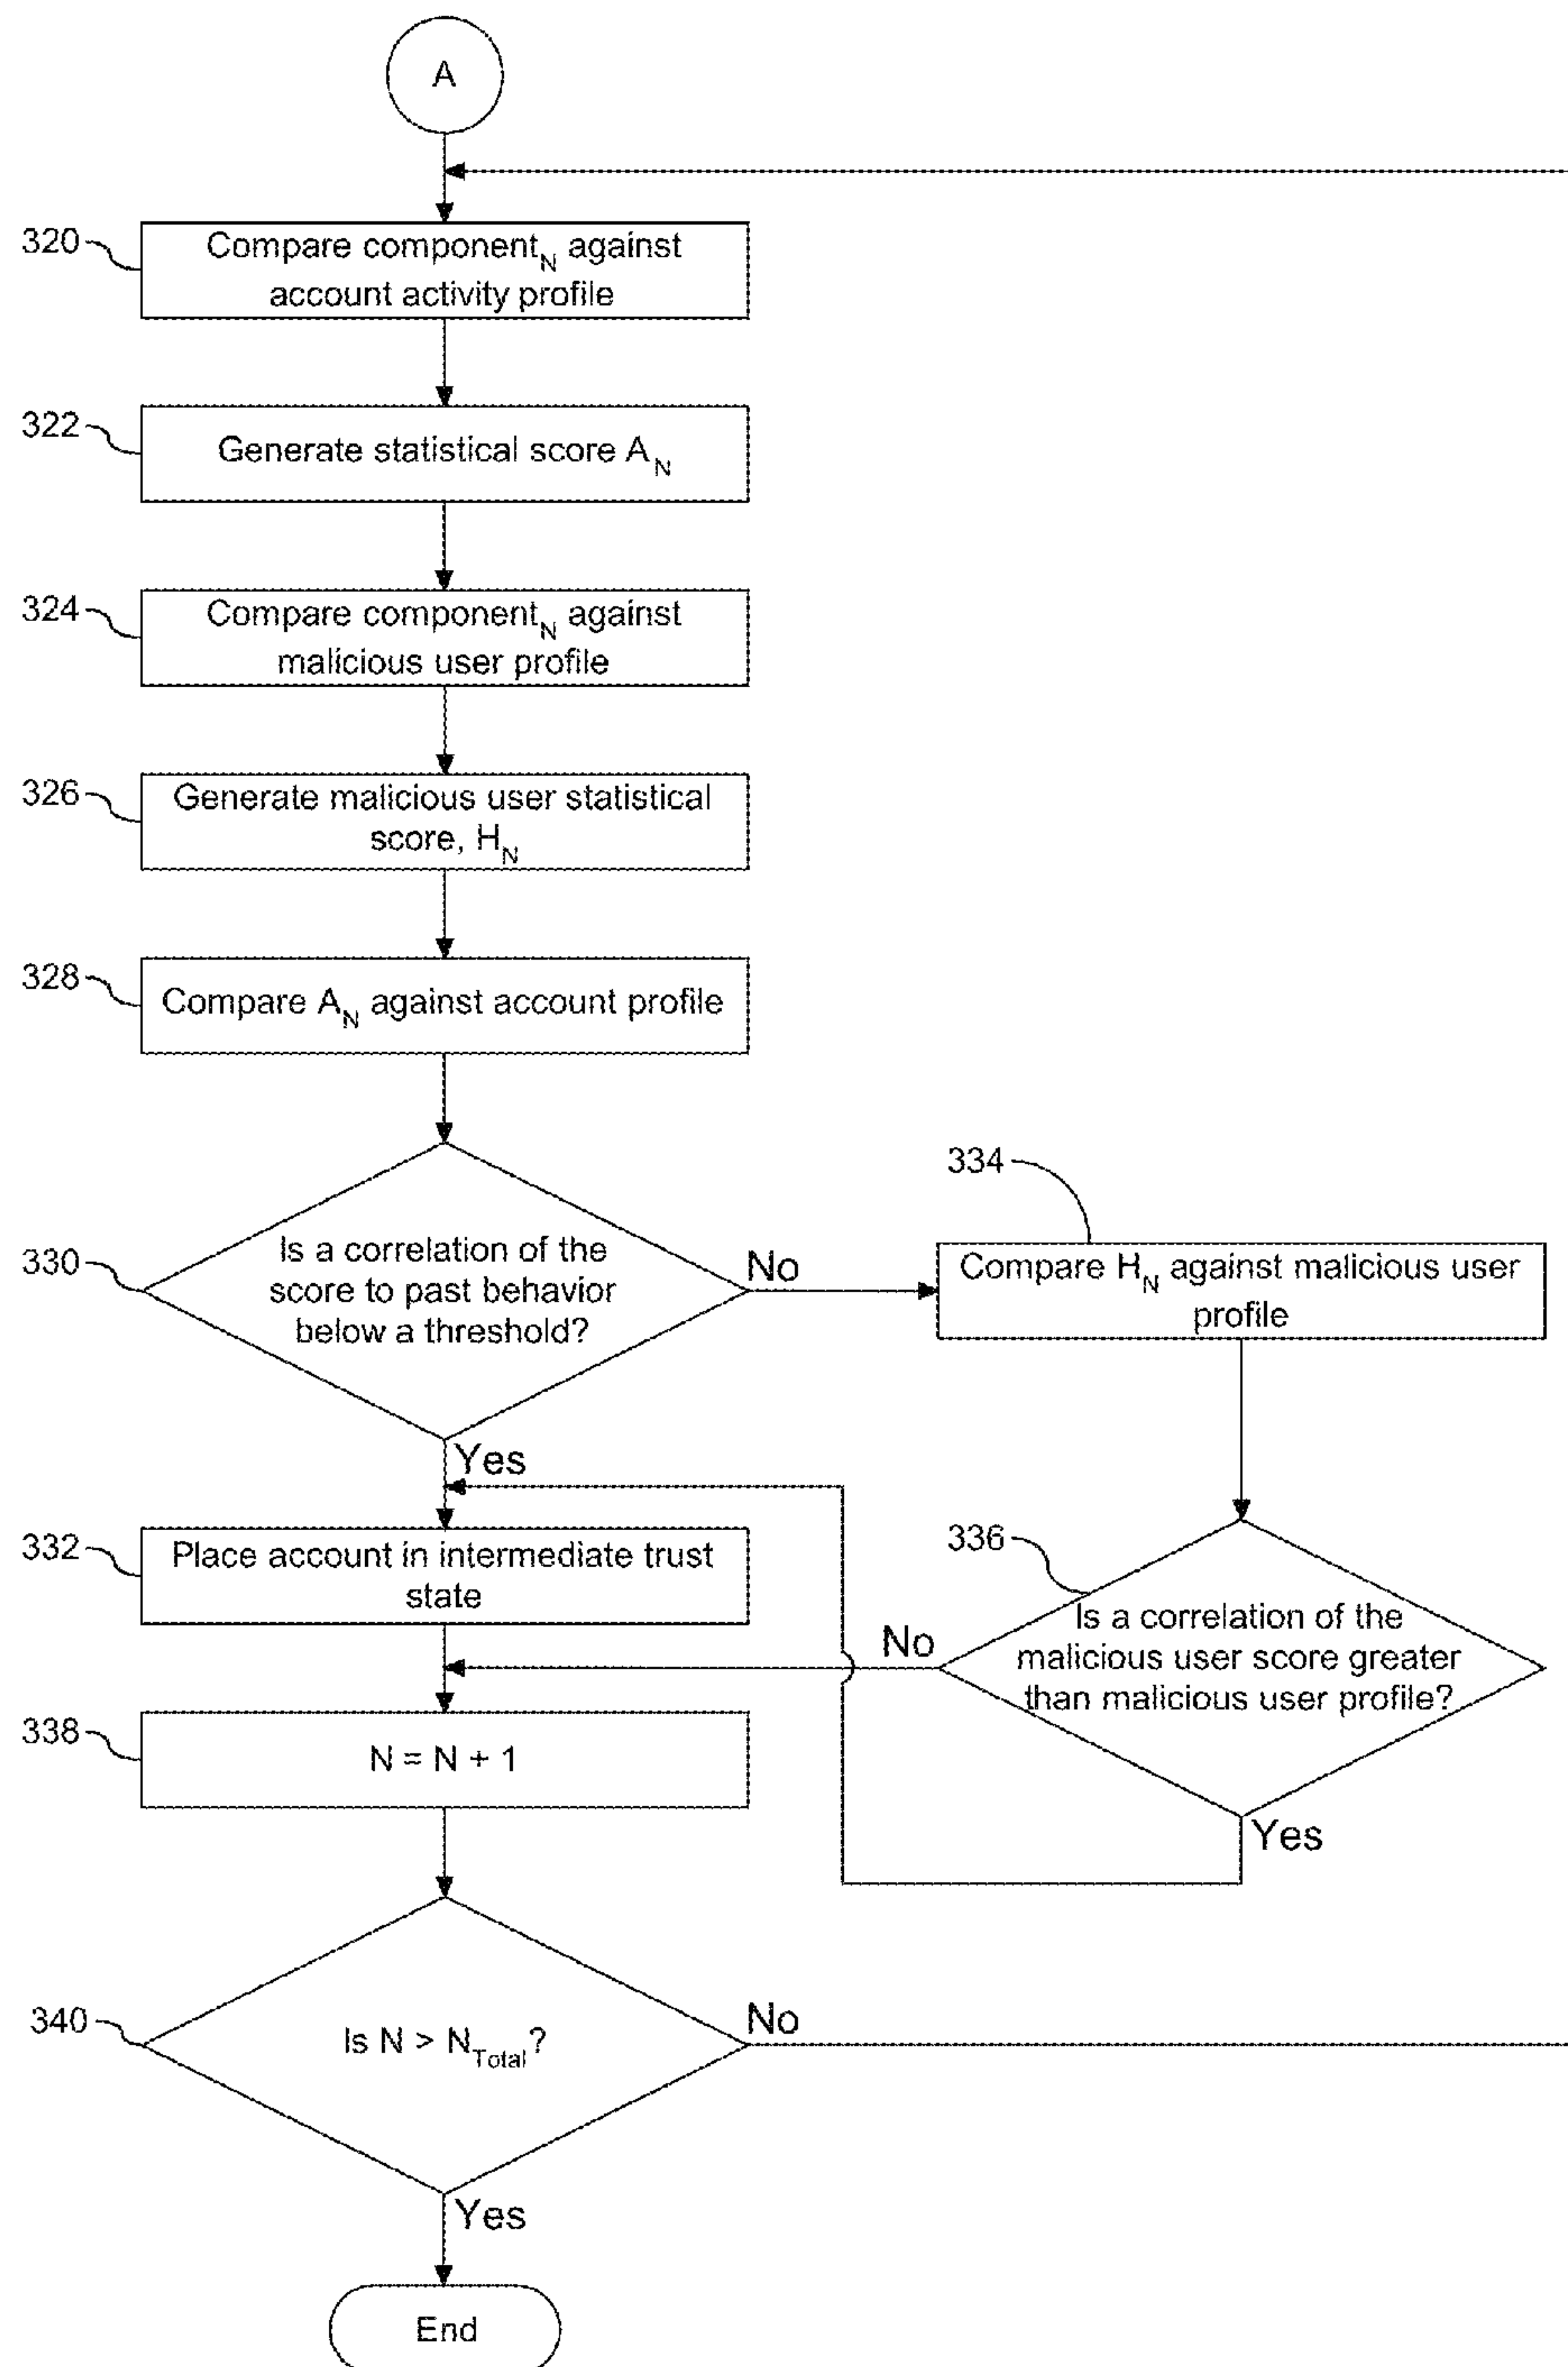 A
320
Compare component_N against
account activity profile
322
Generate statistical score A_N
324
Compare component_N against
malicious user profile
326
Generate malicious user statistical
score, H_N
328
Compare A_N against account profile
330
Is a correlation of the
score to past behavior
below a threshold?
No
Yes
334
Compare H_N against malicious user
profile
332
Place account in intermediate trust
state
336
Is a correlation of the
malicious user score greater
than malicious user profile?
No
Yes
338
N = N + 1
340
Is N > N_Total?
No
Yes
End